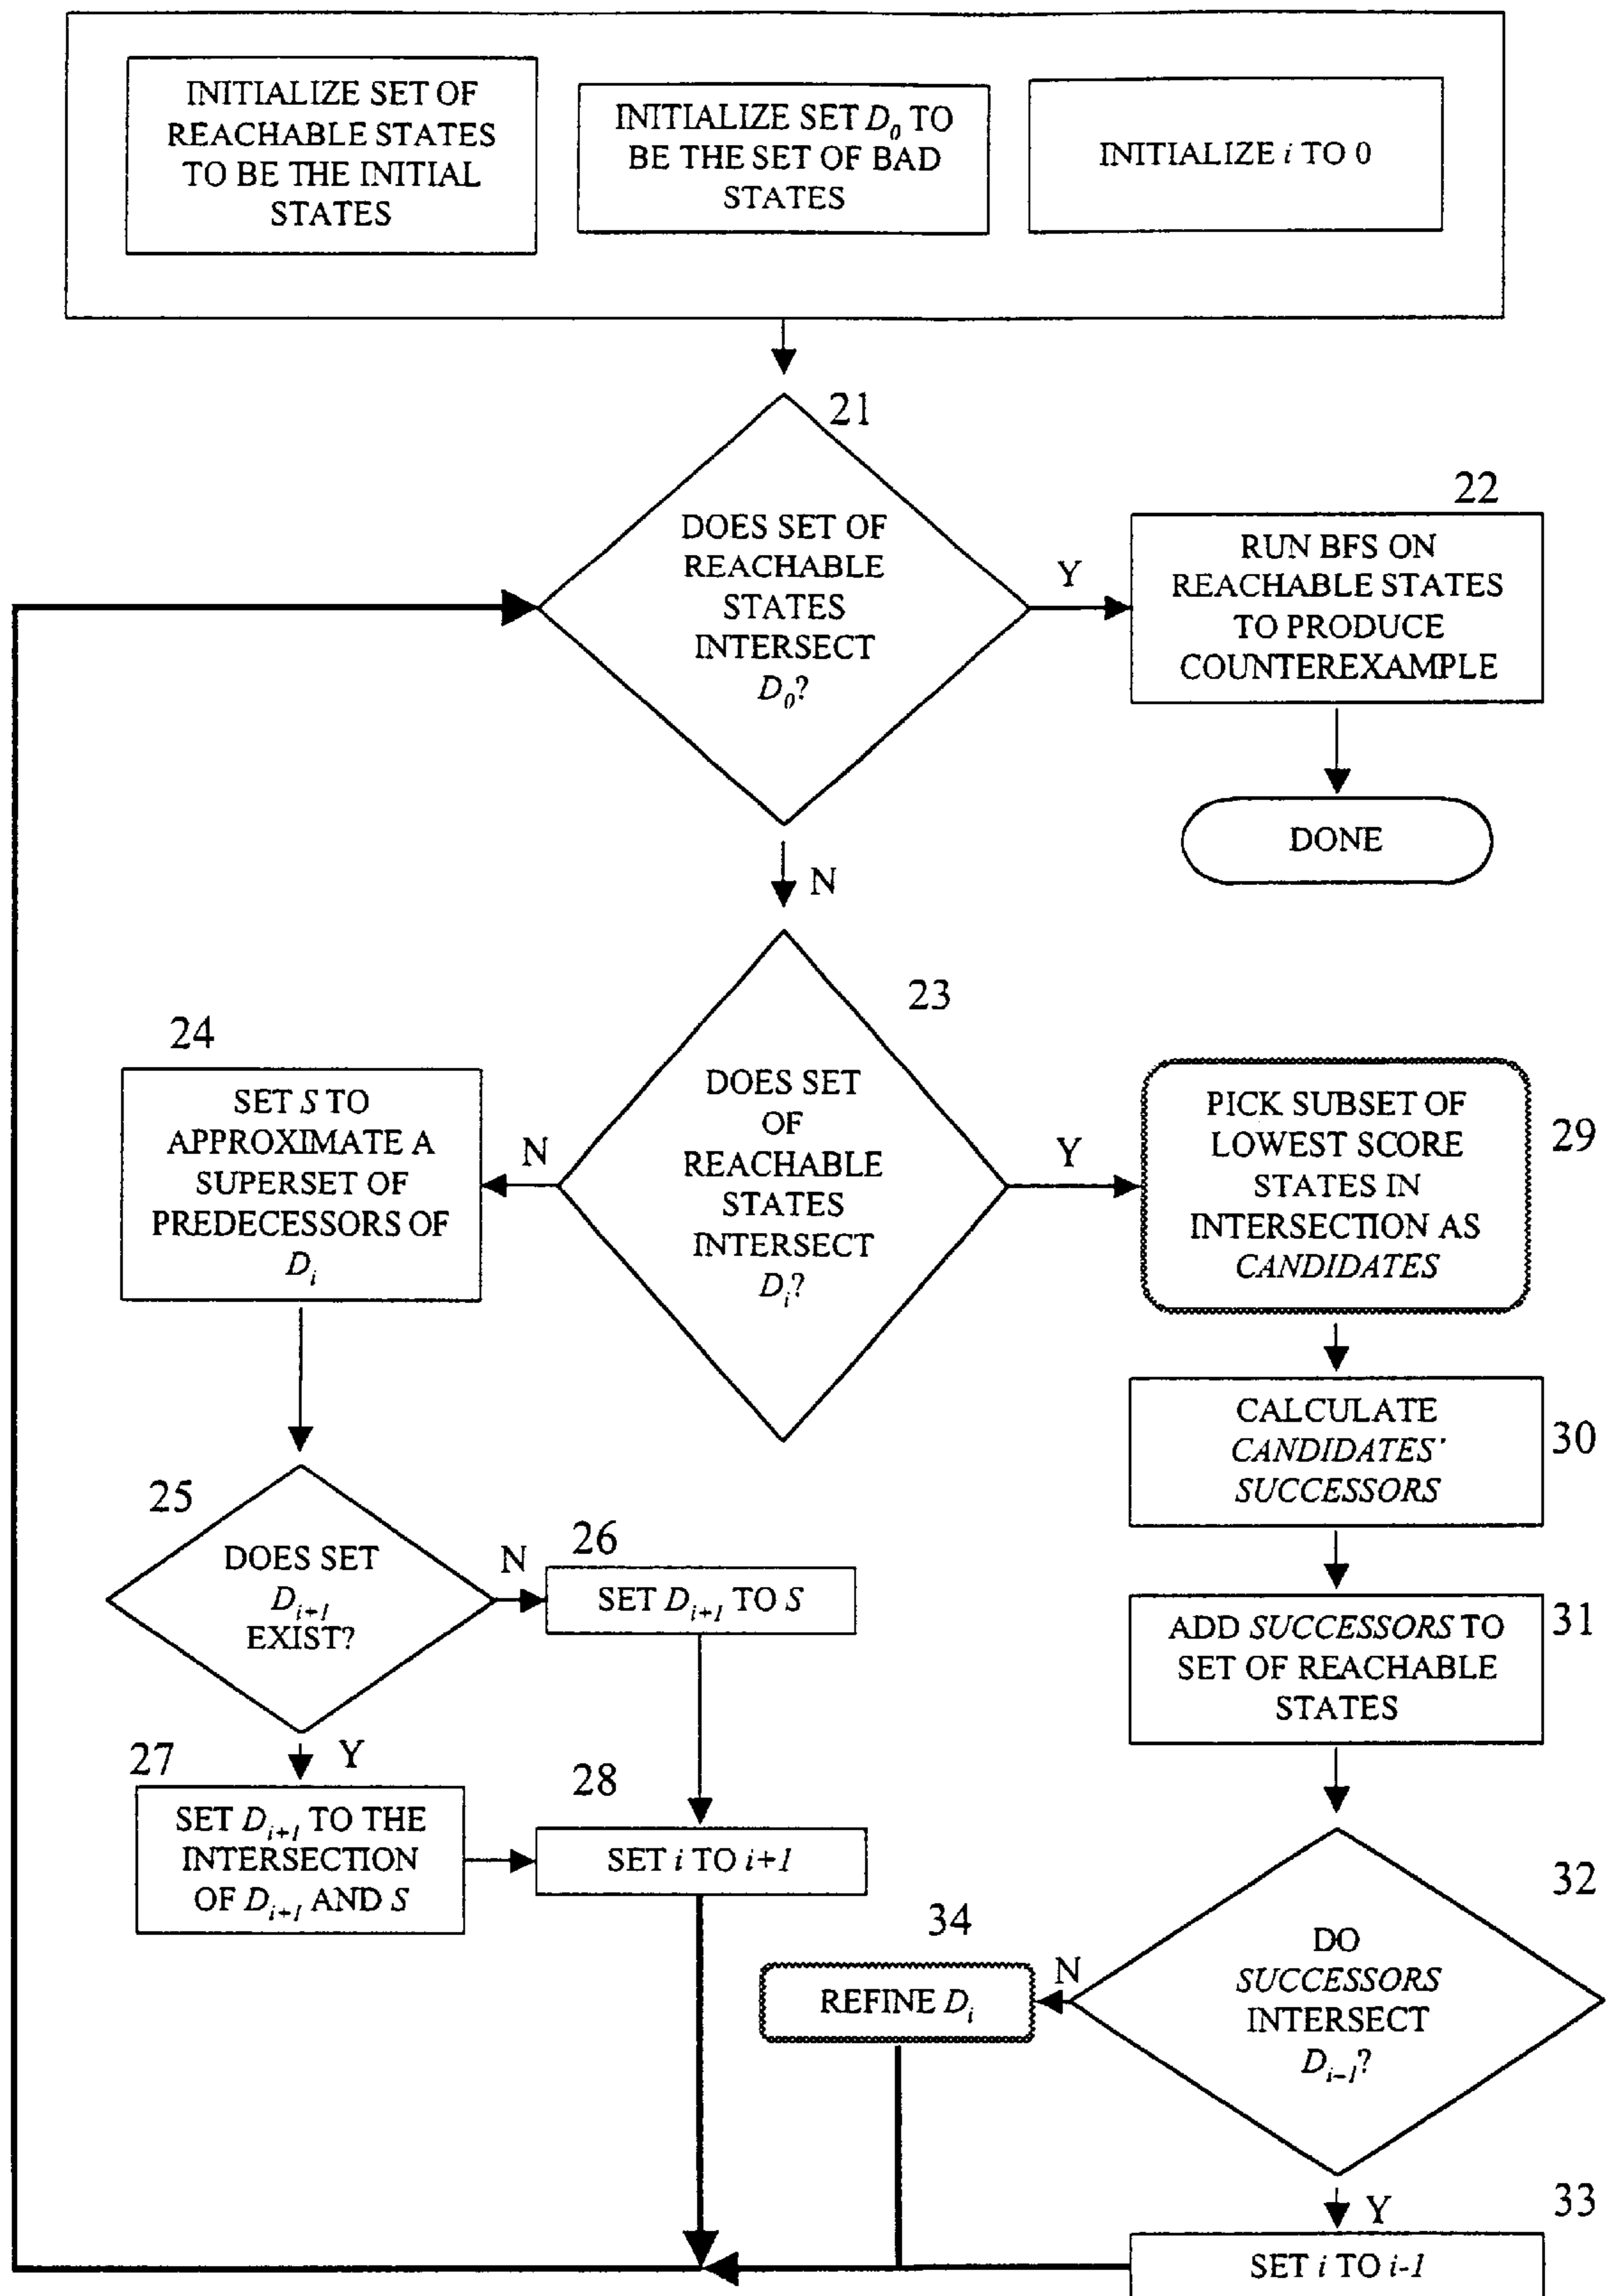 INITIALIZE SET OF
REACHABLE STATES
TO BE THE INITIAL
STATES
INITIALIZE SET D0 TO
BE THE SET OF BAD
STATES
INITIALIZE i TO 0
21
DOES SET OF
REACHABLE
STATES
INTERSECT
D0?
Y
22
RUN BFS ON
REACHABLE STATES
TO PRODUCE
COUNTEREXAMPLE
DONE
N
23
DOES SET
OF
REACHABLE
STATES
INTERSECT
Di?
N
Y
24
SET S TO
APPROXIMATE A
SUPERSET OF
PREDECESSORS OF
Di
29
PICK SUBSET OF
LOWEST SCORE
STATES IN
INTERSECTION AS
CANDIDATES
30
CALCULATE
CANDIDATES'
SUCCESSORS
25
DOES SET
Di+1
EXIST?
N
26
SET Di+1 TO S
31
ADD SUCCESSORS TO
SET OF REACHABLE
STATES
Y
27
SET Di+1 TO THE
INTERSECTION
OF Di+1 AND S
28
SET i TO i+1
32
DO
SUCCESSORS
INTERSECT
Di-1?
N
34
REFINE Di
Y
33
SET i TO i-1